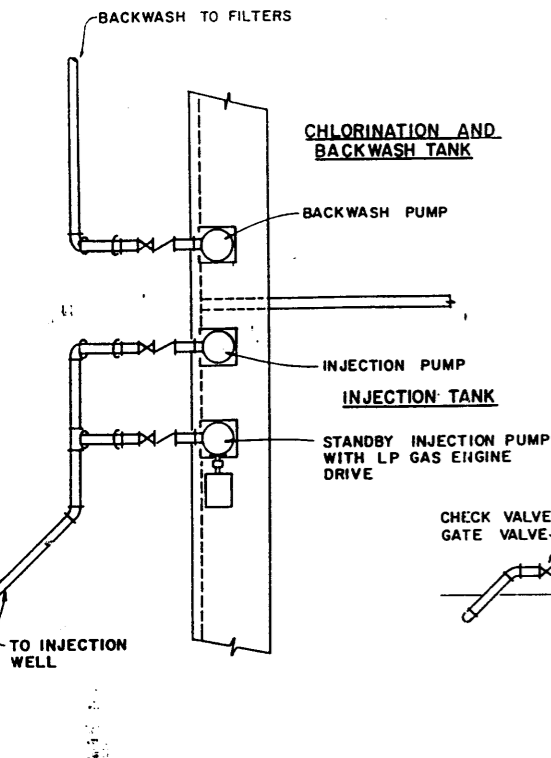 BACKWASH TO FILTERS
CHLORINATION AND
BACKWASH TANK
BACKWASH PUMP
INJECTION PUMP
INJECTION TANK
STANDBY INJECTION PUMP
WITH LP GAS ENGINE
DRIVE
CHECK VALVE
GATE VALVE
TO INJECTION
WELL